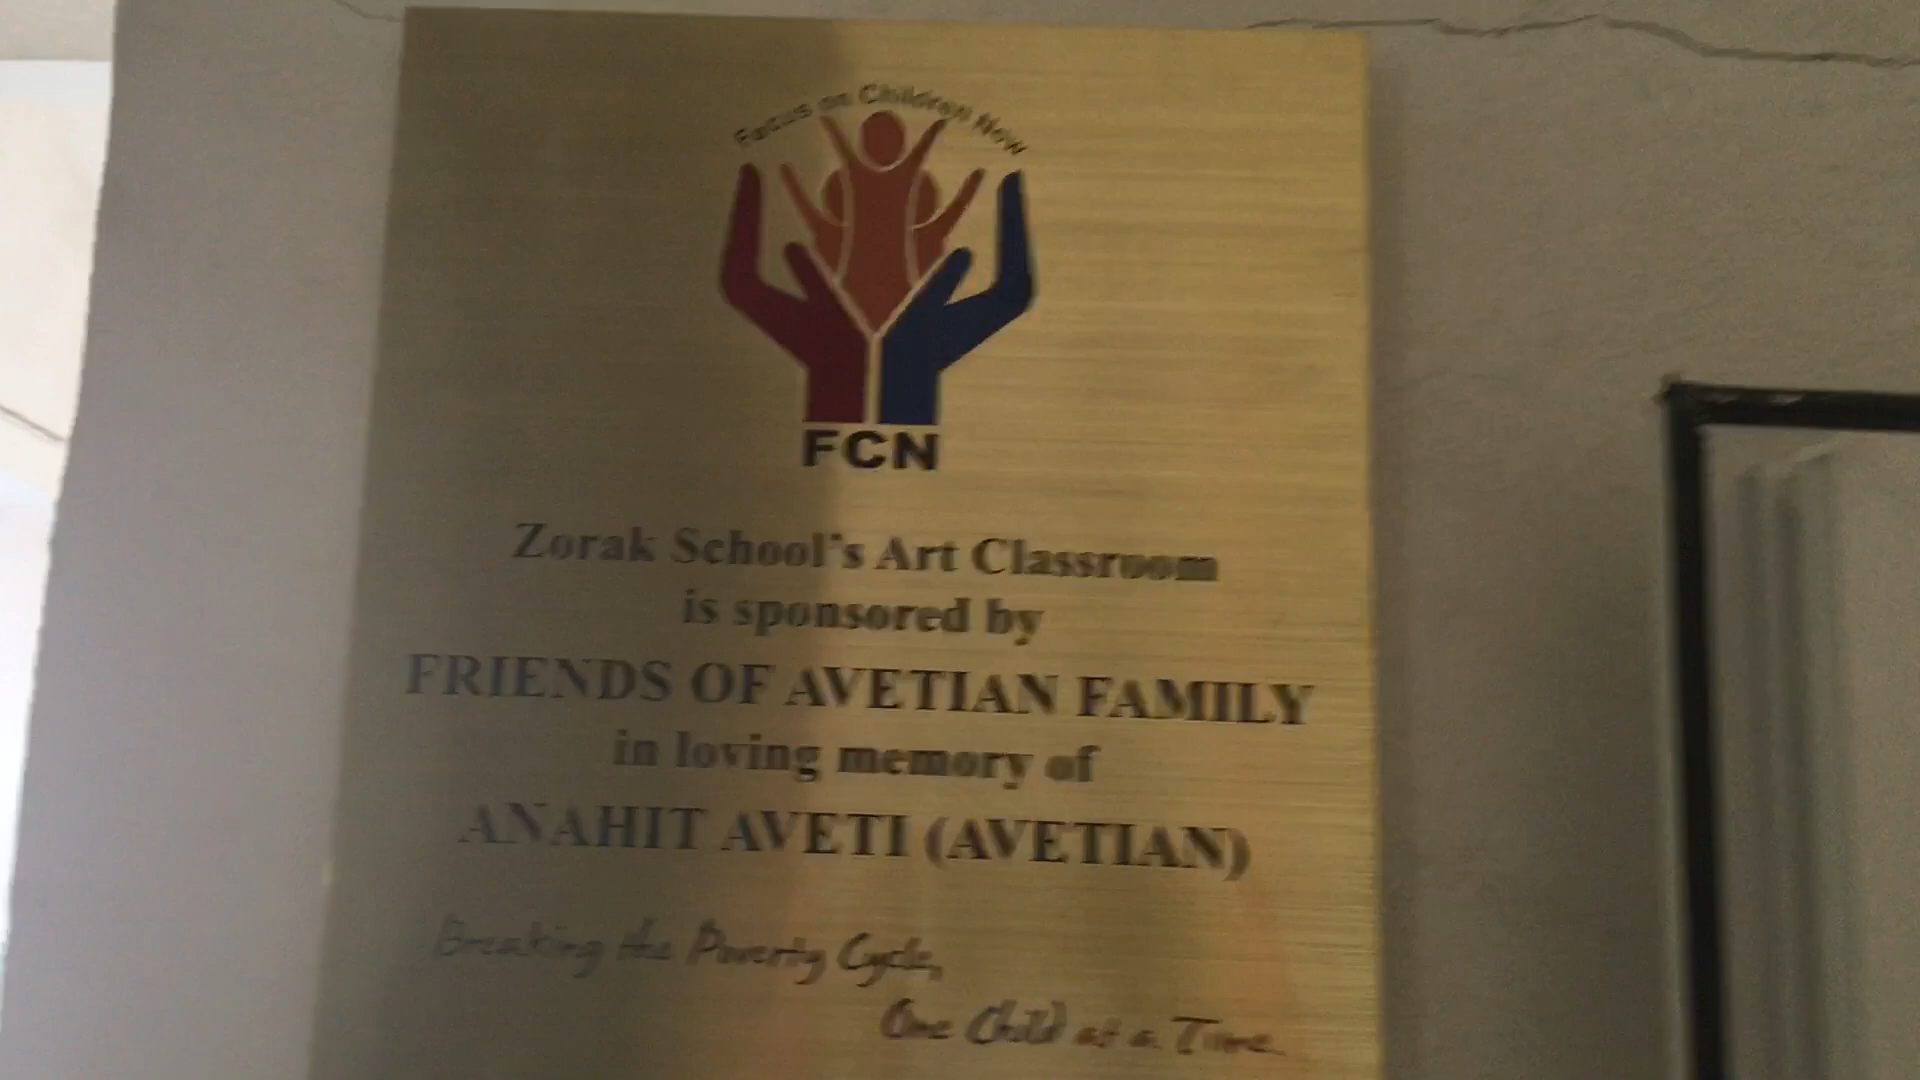 Focus on Children Now
FCN
Zorak School's Art Classroom
is sponsored by
FRIENDS OF AVETIAN FAMILY
in loving memory of
ANAHIT AVETI (AVETIAN)
Breaking the Poverty Cycle,
One Child at a Time.